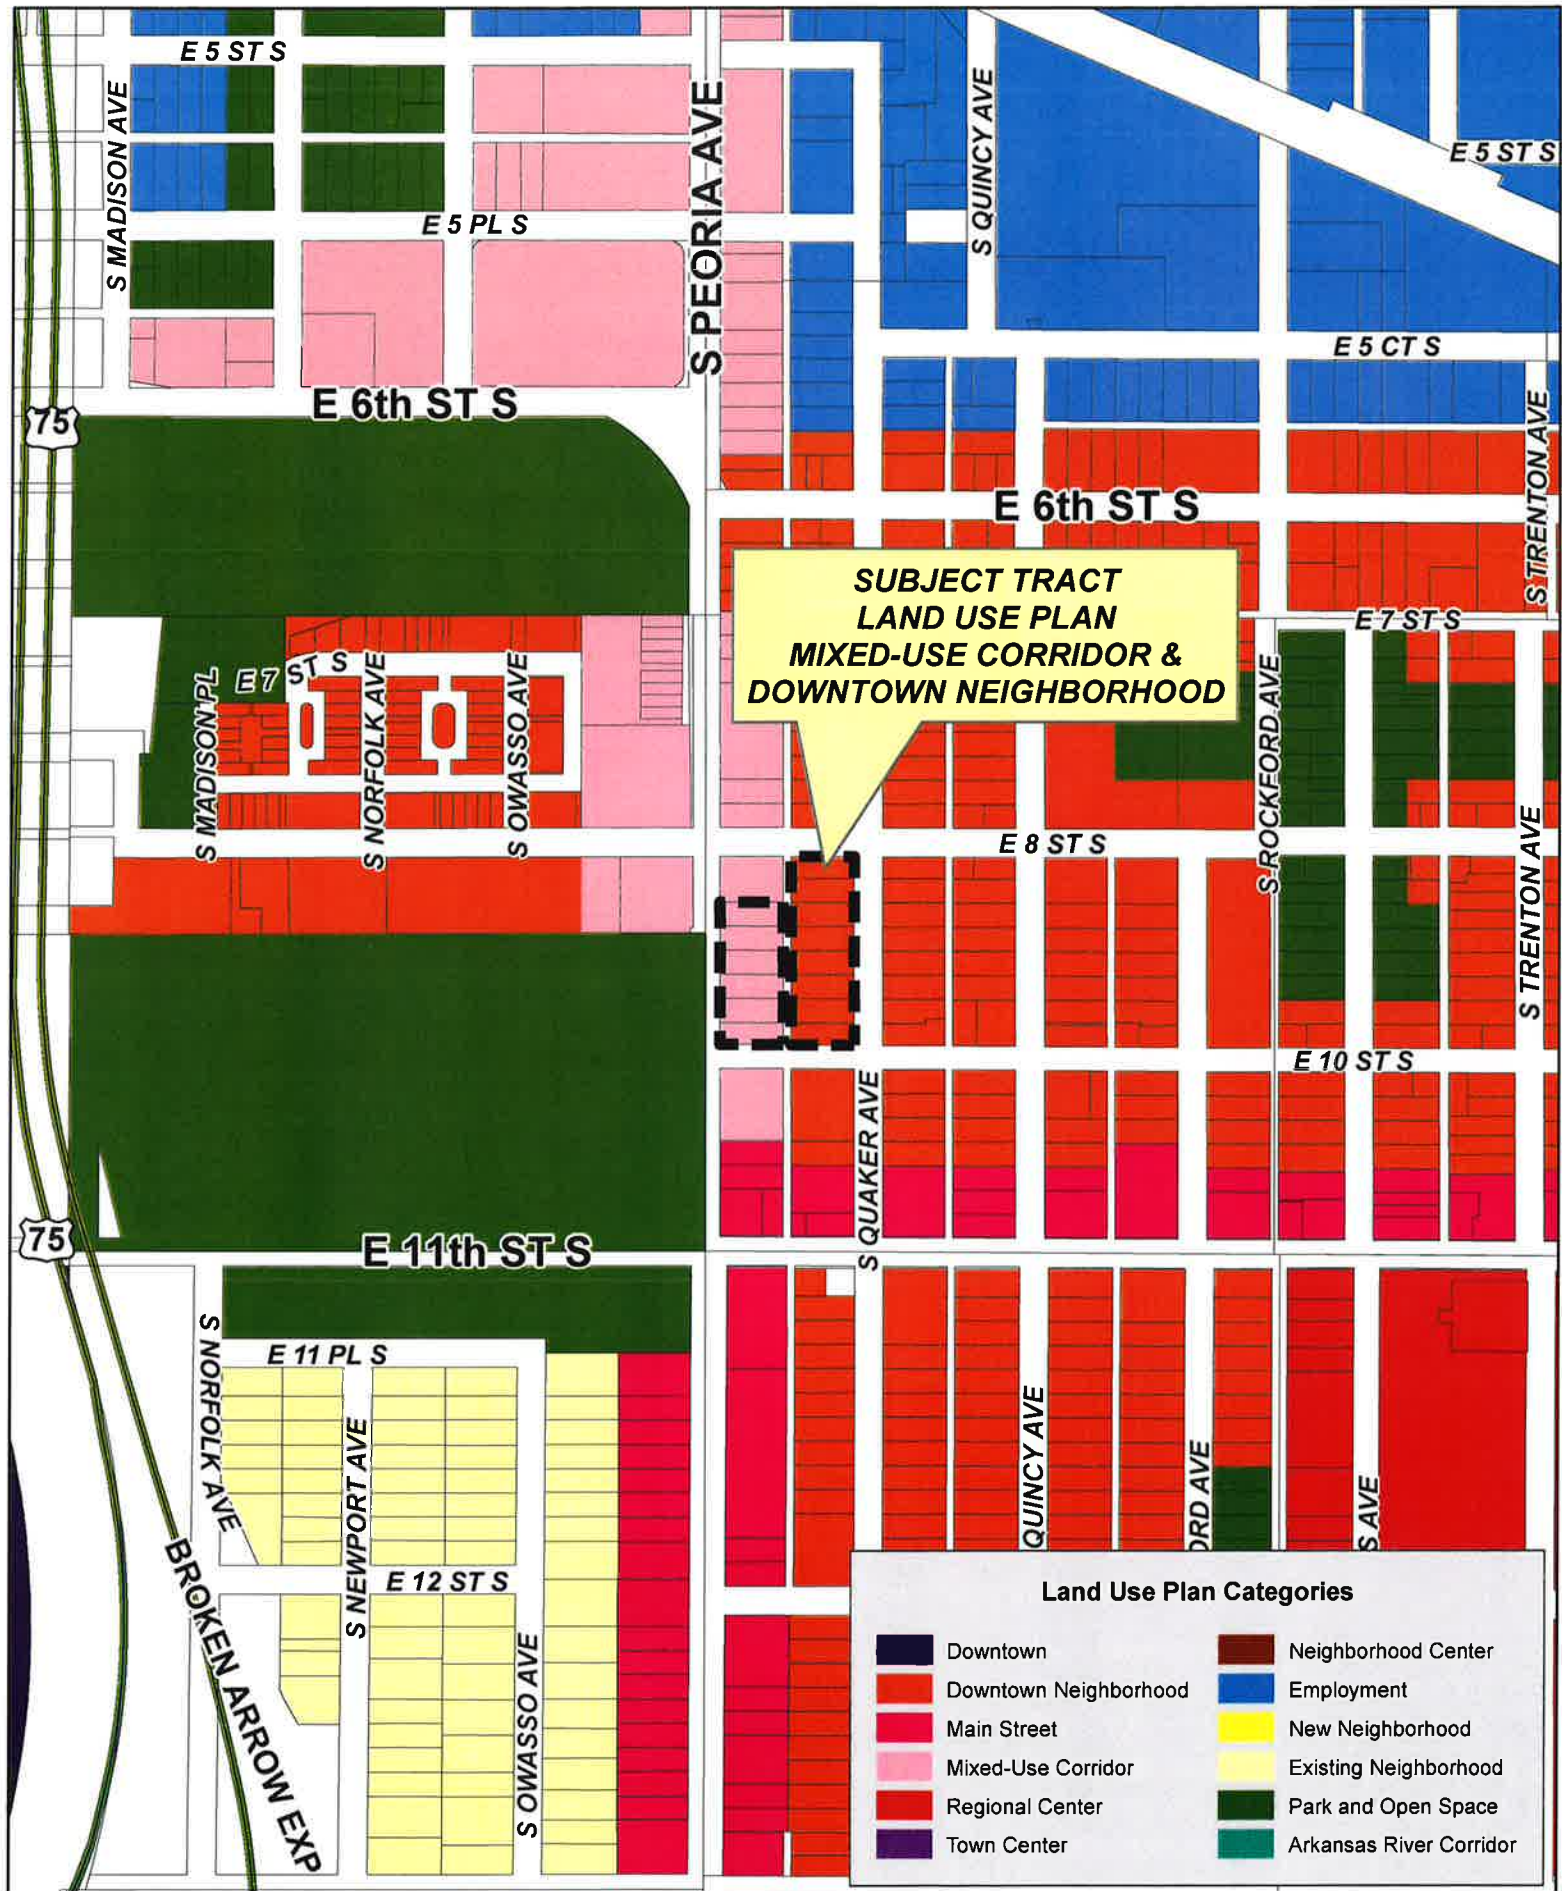 E 5 ST S
S MADISON AVE
S PEORIA AVE
S QUINCY AVE
E 5 ST S
E 5 PL S
E 5 CT S
E 6th ST S
75
S TRENTON AVE
E 6th ST S
SUBJECT TRACT
LAND USE PLAN
MIXED-USE CORRIDOR &
DOWNTOWN NEIGHBORHOOD
E 7 ST S
E 7 ST S
S MADISON PL
S NORFOLK AVE
S OWASSO AVE
S ROCKFORD AVE
E 8 ST S
S TRENTON AVE
E 10 ST S
S QUAKER AVE
75
E 11th ST S
S NORFOLK AVE
E 11 PL S
S NEWPORT AVE
QUINCY AVE
ORD AVE
S AVE
E 12 ST S
BROKEN ARROW EXP
S OWASSO AVE
Land Use Plan Categories
Downtown
Downtown Neighborhood
Main Street
Mixed-Use Corridor
Regional Center
Town Center
Neighborhood Center
Employment
New Neighborhood
Existing Neighborhood
Park and Open Space
Arkansas River Corridor